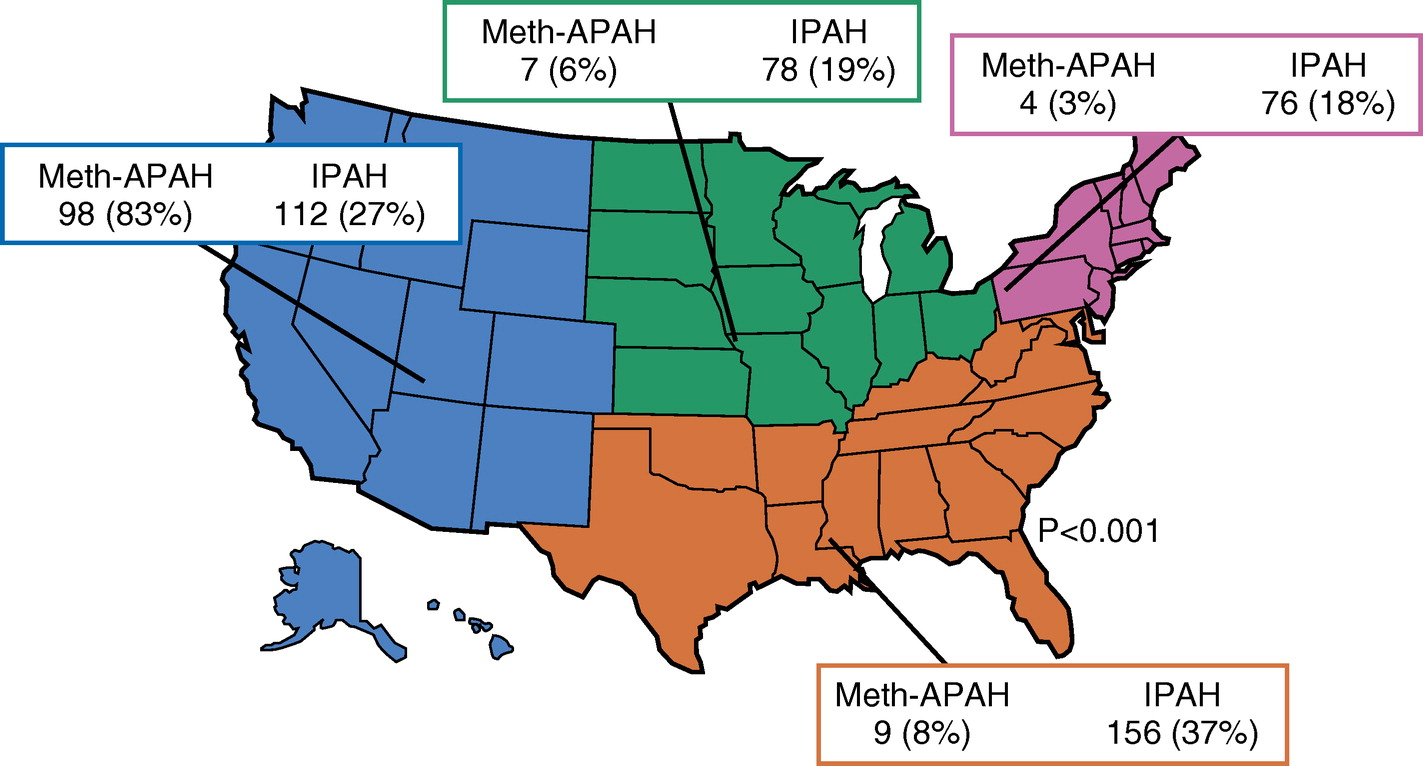 Meth-APAH IPAH
7 (6%) 78 (19%)
Meth-APAH IPAH
4 (3%) 76 (18%)
Meth-APAH IPAH
98 (83%) 112 (27%)
P<0.001
Meth-APAH IPAH
9 (8%) 156 (37%)